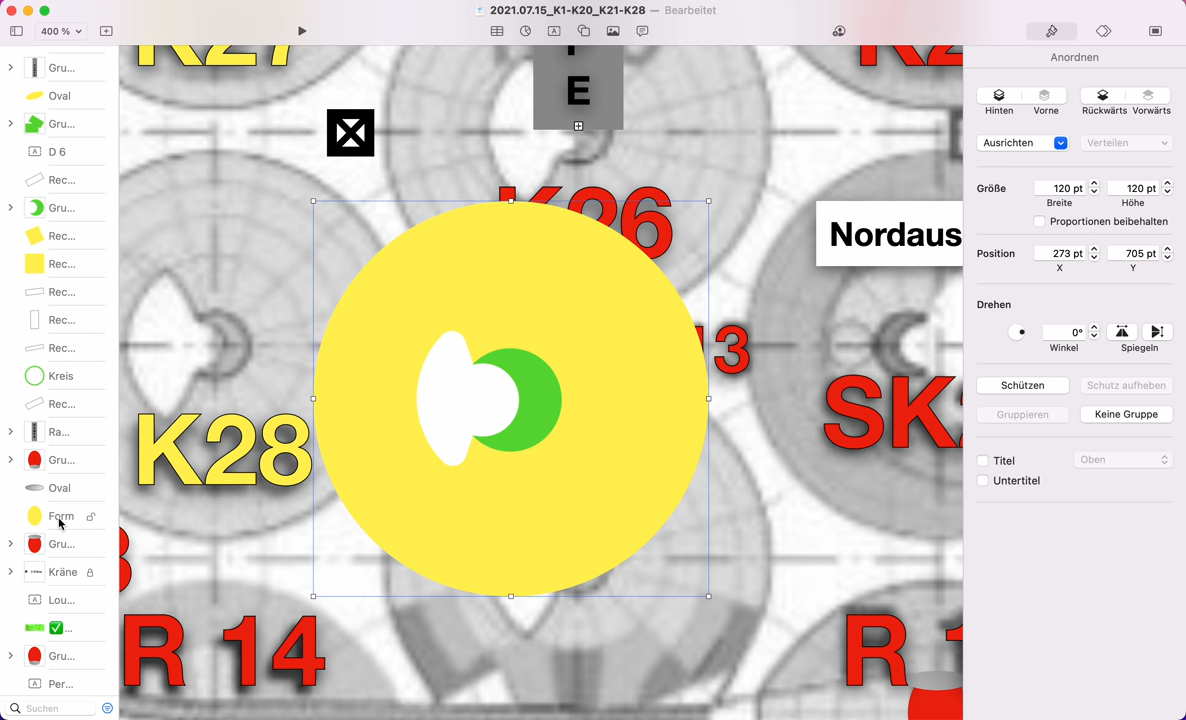 2021.07.15_K1-K20_K21-K28 — Bearbeitet
400 %
Gru...
Oval
Gru...
D 6
Rec...
Gru...
Rec...
Rec...
Rec...
Rec...
Rec...
Kreis
Rec...
Ra...
Gru...
Oval
Form
Gru...
Kräne
Lou...
✅...
Gru...
Per...
Suchen
K27
E
K26
Nordaus
3
K28
SK
R 14
R 1
Anordnen
Hinten
Vorne
Rückwärts
Vorwärts
Ausrichten
Verteilen
Größe
120 pt
120 pt
Breite
Höhe
Proportionen beibehalten
Position
273 pt
705 pt
X
Y
Drehen
0°
Winkel
Spiegeln
Schützen
Schutz aufheben
Gruppieren
Keine Gruppe
Titel
Oben
Untertitel